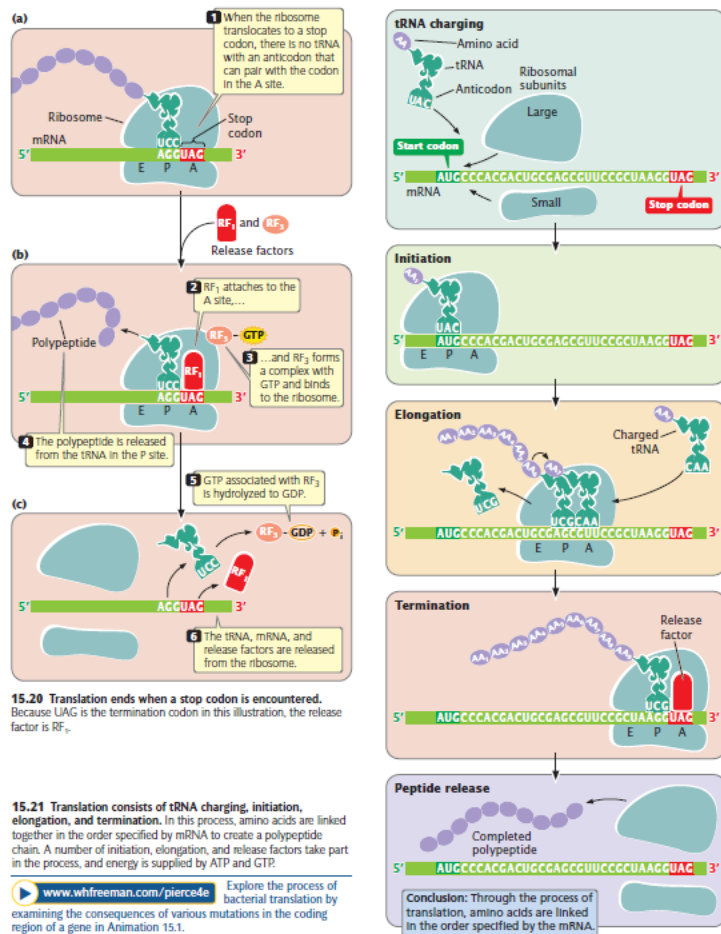 (a)
1 When the ribosome
translocates to a stop
codon, there is no tRNA
with an anticodon that
can pair with the codon
in the A site.
Ribosome
mRNA
Stop
codon
UCC
5' AGGUAG 3'
E P A
RF1 and RF3
Release factors
(b)
2 RF1 attaches to the
A site,…
Polypeptide
RF3 - GTP
3 …and RF3 forms
a complex with
GTP and binds
to the ribosome.
RF1
UCC
5' AGGUAG 3'
E P A
4 The polypeptide is released
from the tRNA in the P site.
5 GTP associated with RF3
is hydrolyzed to GDP.
(c)
RF3 - GDP + Pi
UCC
RF1
5' AGGUAG 3'
6 The tRNA, mRNA, and
release factors are released
from the ribosome.
15.20 Translation ends when a stop codon is encountered.
Because UAG is the termination codon in this illustration, the release
factor is RF1.
15.21 Translation consists of tRNA charging, initiation,
elongation, and termination. In this process, amino acids are linked
together in the order specified by mRNA to create a polypeptide
chain. A number of initiation, elongation, and release factors take part
in the process, and energy is supplied by ATP and GTP.
www.whfreeman.com/pierce4e Explore the process of
bacterial translation by
examining the consequences of various mutations in the coding
region of a gene in Animation 15.1.
tRNA charging
AA
Amino acid
tRNA
Anticodon
UAC
Ribosomal
subunits
Large
Start codon
5' AUGCCCACGACUGCGAGCGUUCCGCUAAGGUAG 3'
mRNA
Small
Stop codon
Initiation
AA1
UAC
5' AUGCCCACGACUGCGAGCGUUCCGCUAAGGUAG 3'
E P A
Elongation
AA1 AA2 AA3
Charged
tRNA
CAA
UCG
UCGCAA
5' AUGCCCACGACUGCGAGCGUUCCGCUAAGGUAG 3'
E P A
Termination
Release
factor
AA1 AA2 AA3
UCG
5' AUGCCCACGACUGCGAGCGUUCCGCUAAGGUAG 3'
E P A
Peptide release
Completed
polypeptide
5' AUGCCCACGACUGCGAGCGUUCCGCUAAGGUAG 3'
Conclusion: Through the process of
translation, amino acids are linked
in the order specified by the mRNA.